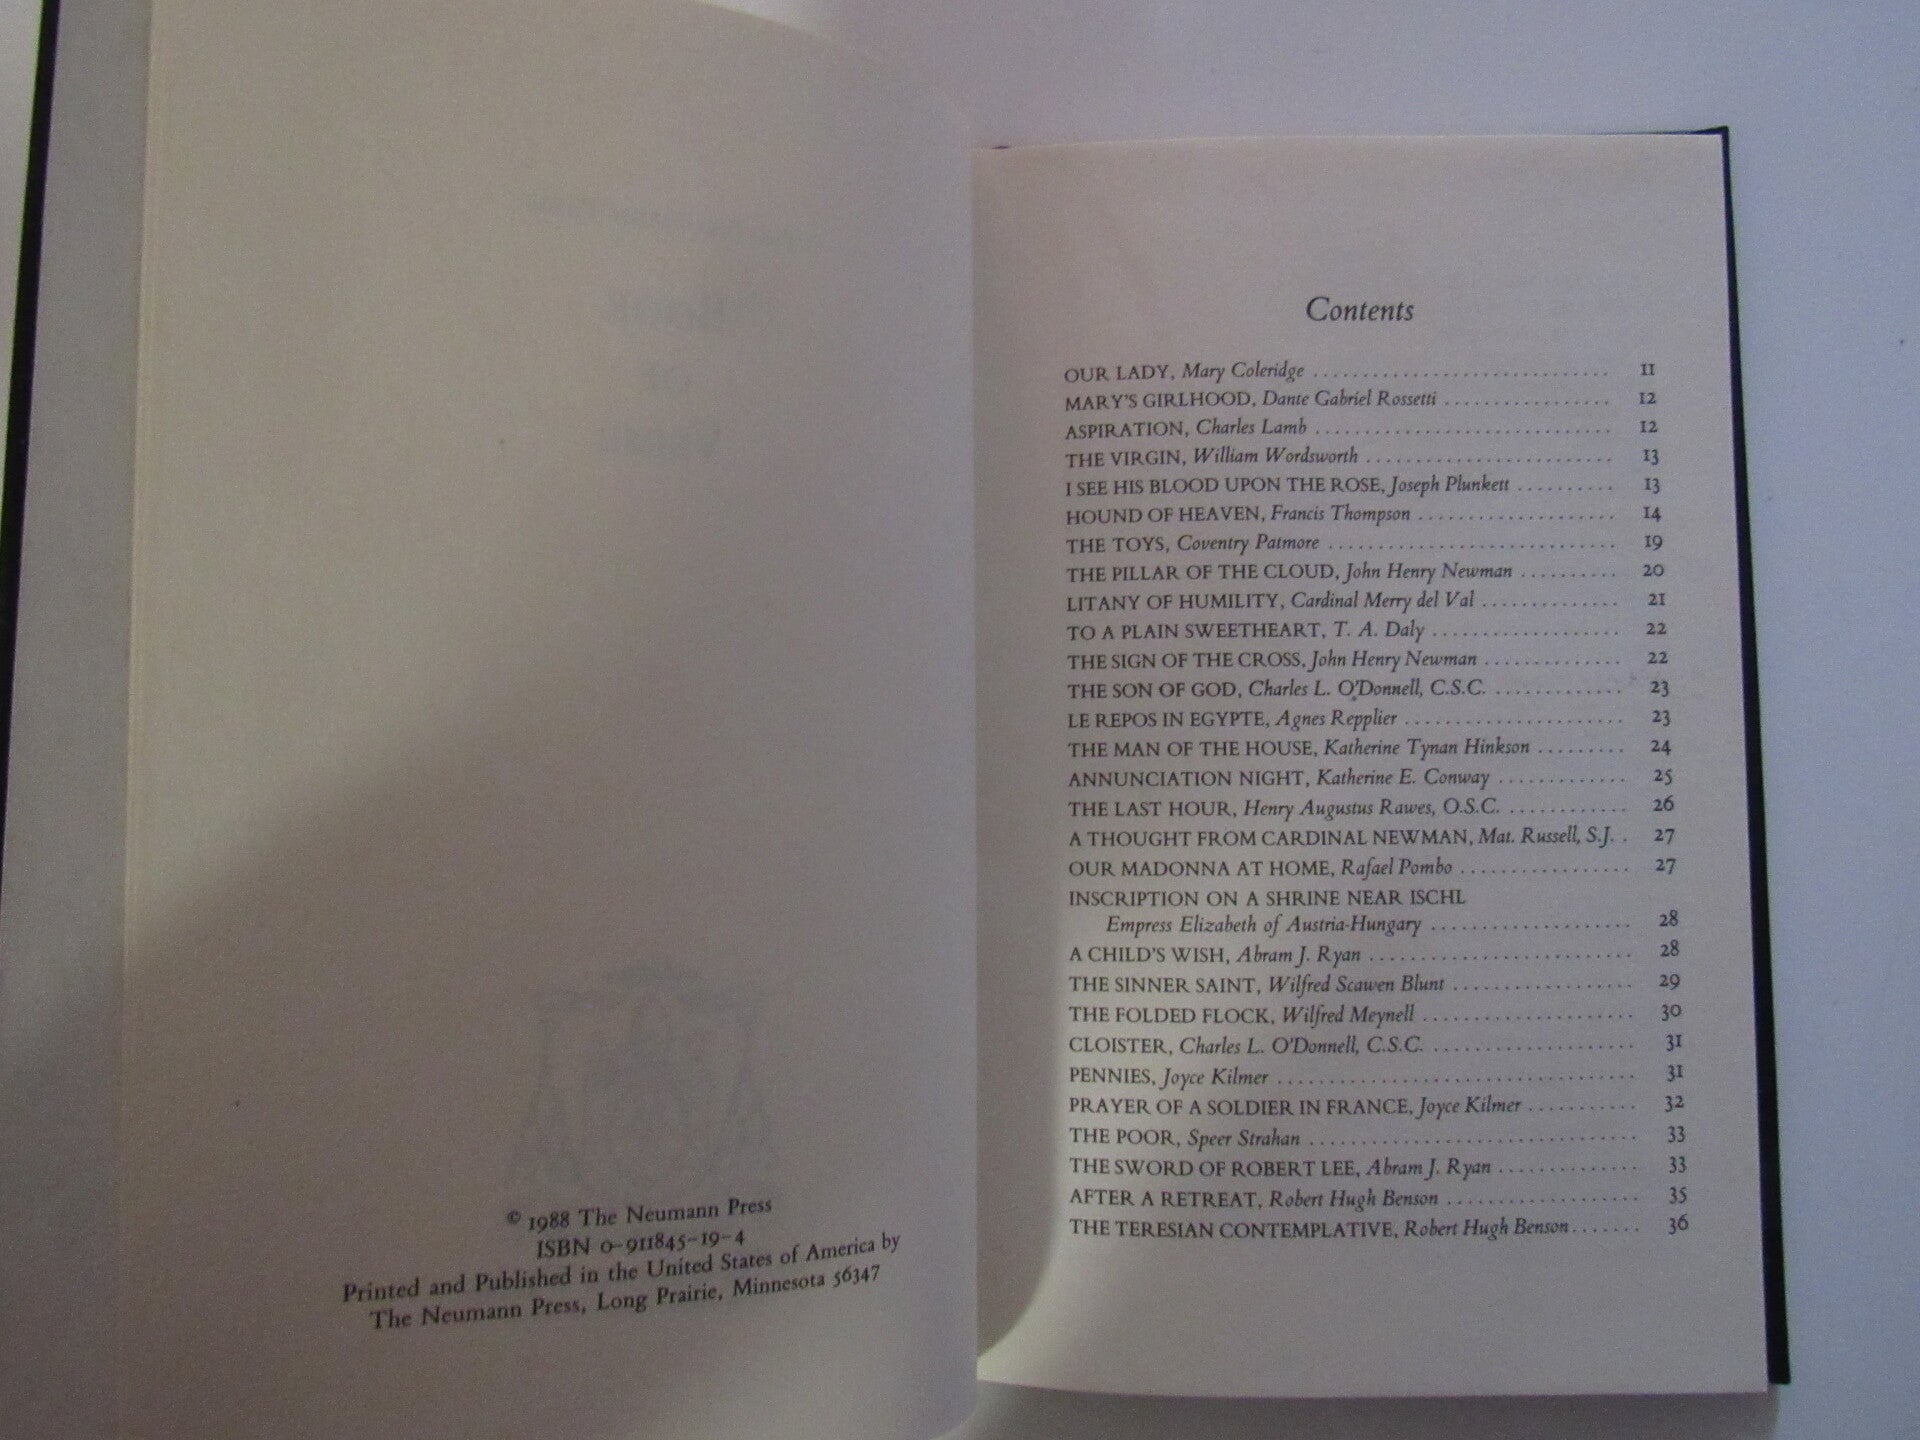 © 1988 The Neumann Press
ISBN 0-911845-19-4
Printed and Published in the United States of America by
The Neumann Press, Long Prairie, Minnesota 56347
Contents
OUR LADY, Mary Coleridge .............................. 11
MARY'S GIRLHOOD, Dante Gabriel Rossetti ................. 12
ASPIRATION, Charles Lamb .............................. 12
THE VIRGIN, William Wordsworth ......................... 13
I SEE HIS BLOOD UPON THE ROSE, Joseph Plunkett .......... 13
HOUND OF HEAVEN, Francis Thompson .................... 14
THE TOYS, Coventry Patmore ............................. 19
THE PILLAR OF THE CLOUD, John Henry Newman .......... 20
LITANY OF HUMILITY, Cardinal Merry del Val .............. 21
TO A PLAIN SWEETHEART, T. A. Daly ................... 22
THE SIGN OF THE CROSS, John Henry Newman .............. 22
THE SON OF GOD, Charles L. O'Donnell, C.S.C. ............. 23
LE REPOS IN EGYPTE, Agnes Repplier ...................... 23
THE MAN OF THE HOUSE, Katherine Tynan Hinkson ......... 24
ANNUNCIATION NIGHT, Katherine E. Conway ............. 25
THE LAST HOUR, Henry Augustus Rawes, O.S.C. ............ 26
A THOUGHT FROM CARDINAL NEWMAN, Mat. Russell, S.J. . 27
OUR MADONNA AT HOME, Rafael Pombo ................. 27
INSCRIPTION ON A SHRINE NEAR ISCHL
Empress Elizabeth of Austria-Hungary .................... 28
A CHILD'S WISH, Abram J. Ryan .......................... 28
THE SINNER SAINT, Wilfred Scawen Blunt .................. 29
THE FOLDED FLOCK, Wilfred Meynell ..................... 30
CLOISTER, Charles L. O'Donnell, C.S.C. .................... 31
PENNIES, Joyce Kilmer .................................... 31
PRAYER OF A SOLDIER IN FRANCE, Joyce Kilmer ........... 32
THE POOR, Speer Strahan ................................. 33
THE SWORD OF ROBERT LEE, Abram J. Ryan .............. 33
AFTER A RETREAT, Robert Hugh Benson ................... 35
THE TERESIAN CONTEMPLATIVE, Robert Hugh Benson....... 36